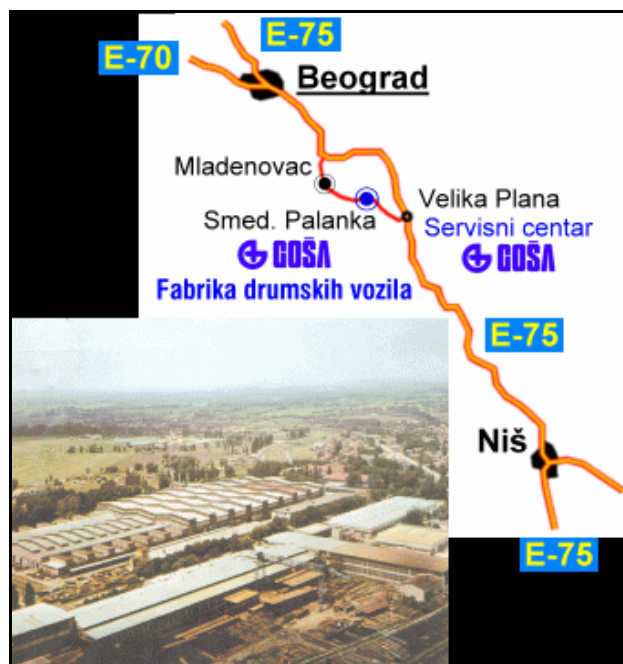 E-75
E-70
Beograd
Mladenovac
Velika Plana
Smed. Palanka
Servisni centar
GOŠA
GOŠA
Fabrika drumskih vozila
E-75
Niš
E-75